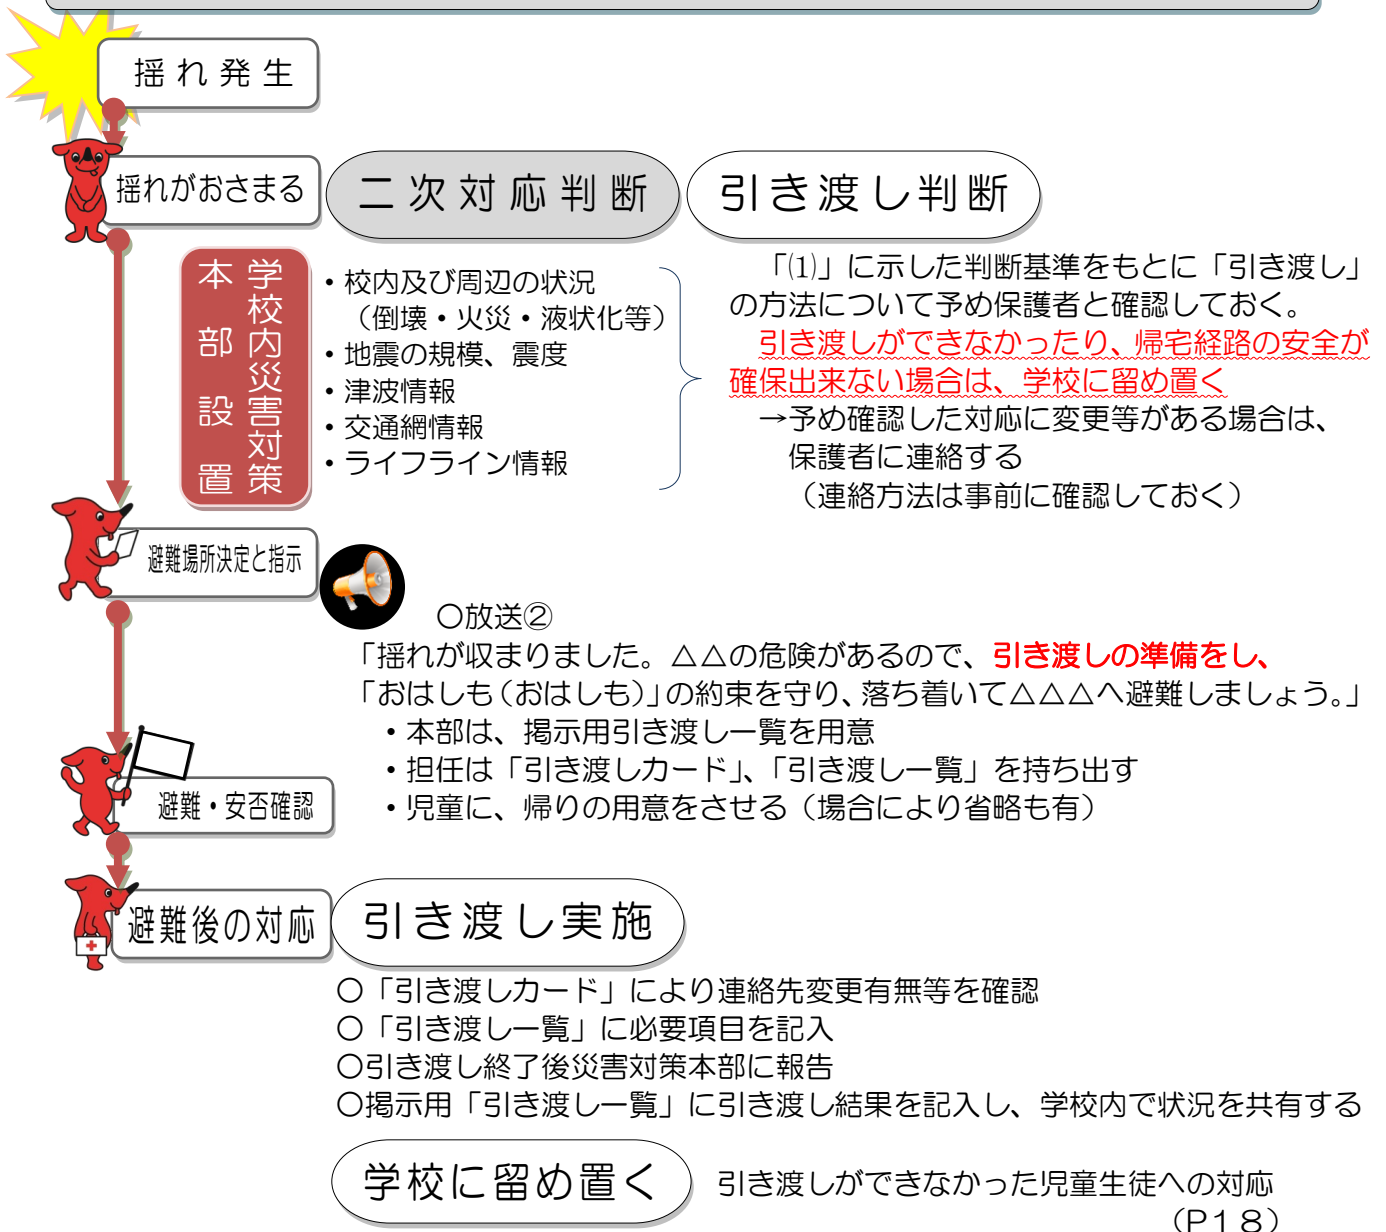 揺れ発生
揺れがおさまる
二次対応判断
引き渡し判断
学校内災害対策
本部設置
・校内及び周辺の状況
（倒壊・火災・液状化等）
・地震の規模、震度
・津波情報
・交通網情報
・ライフライン情報
「⑴」に示した判断基準をもとに「引き渡し」
の方法について予め保護者と確認しておく。
引き渡しができなかったり、帰宅経路の安全が
確保出来ない場合は、学校に留め置く
→予め確認した対応に変更等がある場合は、
保護者に連絡する
（連絡方法は事前に確認しておく）
避難場所決定と指示
〇放送②
「揺れが収まりました。△△の危険があるので、引き渡しの準備をし、
「おはしも（おはしも）」の約束を守り、落ち着いて△△△へ避難しましょう。」
・本部は、掲示用引き渡し一覧を用意
・担任は「引き渡しカード」、「引き渡し一覧」を持ち出す
・児童に、帰りの用意をさせる（場合により省略も有）
避難・安否確認
避難後の対応
引き渡し実施
〇「引き渡しカード」により連絡先変更有無等を確認
〇「引き渡し一覧」に必要項目を記入
〇引き渡し終了後災害対策本部に報告
〇掲示用「引き渡し一覧」に引き渡し結果を記入し、学校内で状況を共有する
学校に留め置く
引き渡しができなかった児童生徒への対応
（P１８）